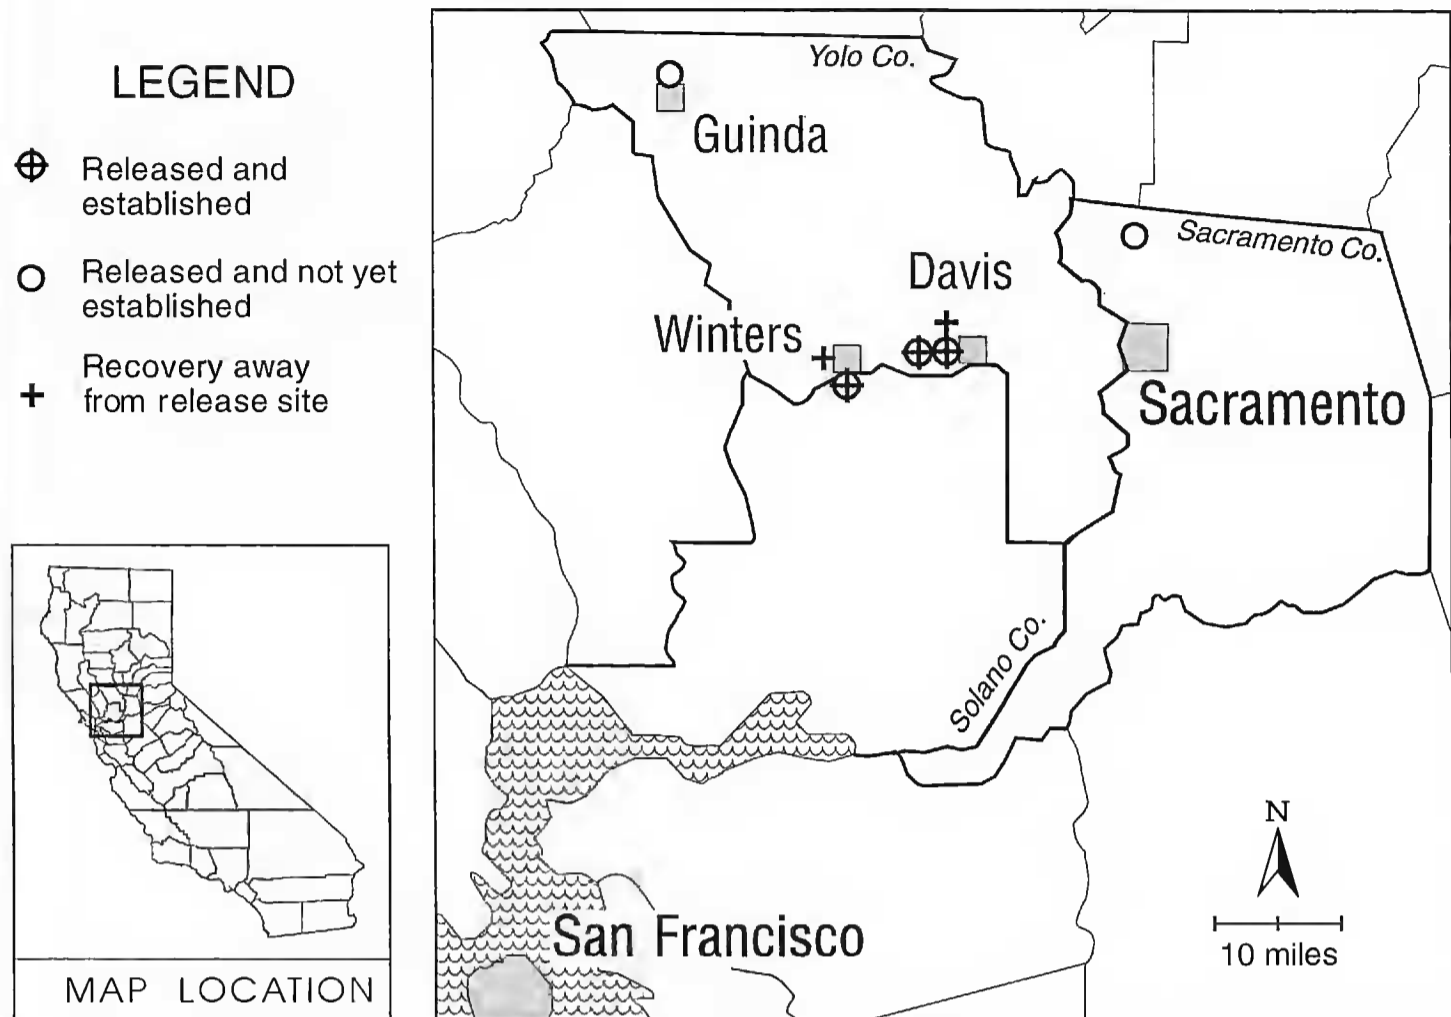 LEGEND
Released and
established
Released and not yet
established
Recovery away
from release site
MAP LOCATION
Yolo Co.
Guinda
Sacramento Co.
Davis
Winters
Sacramento
Solano Co.
San Francisco
N
10 miles